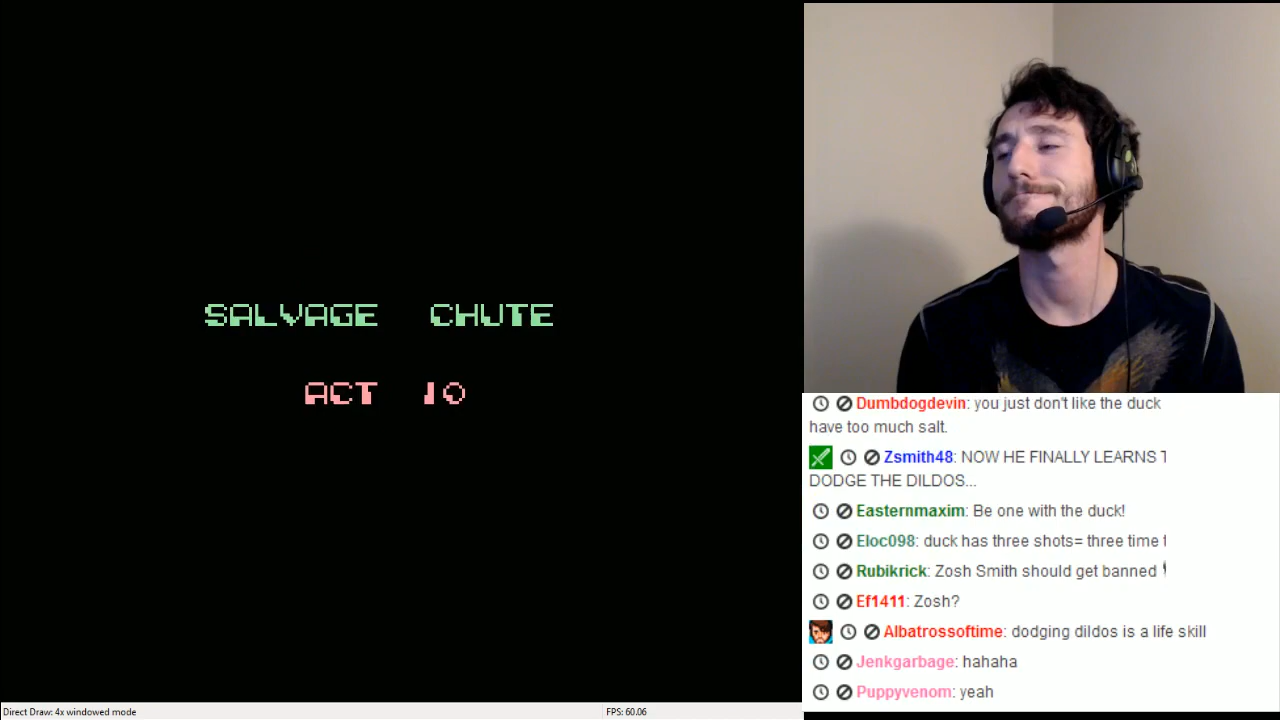 SALVAGE CHUTE
ACT 10
Direct Draw: 4x windowed mode
FPS: 60.06
Dumbdogdevin: you just don't like the duck
have too much salt.
Zsmith48: NOW HE FINALLY LEARNS T
DODGE THE DILDOS...
Easternmaxim: Be one with the duck!
Eloc098: duck has three shots= three time t
Rubikrick: Zosh Smith should get banned
Ef1411: Zosh?
Albatrossoftime: dodging dildos is a life skill
Jenkgarbage: hahaha
Puppyvenom: yeah